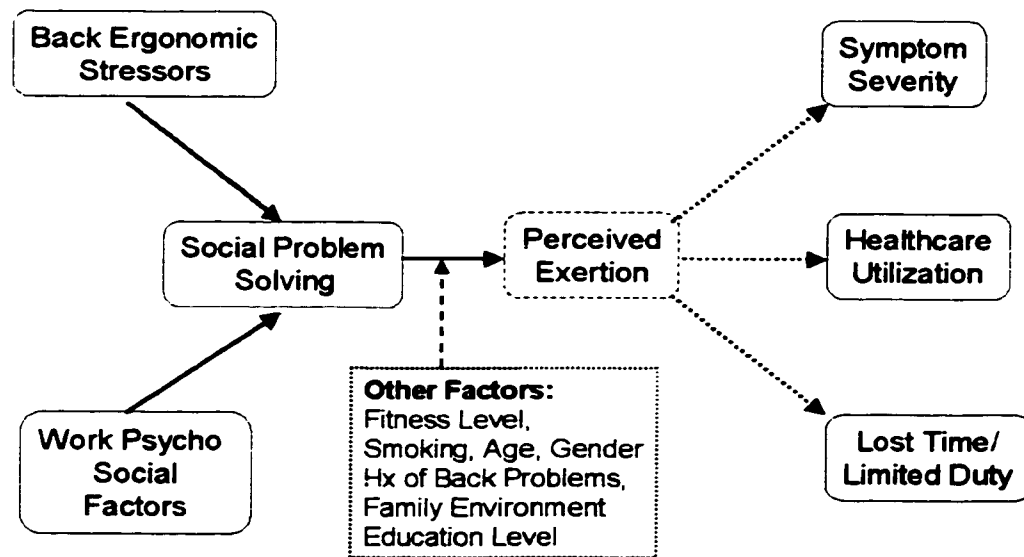 Back Ergonomic
Stressors
Symptom
Severity
Social Problem
Solving
Perceived
Exertion
Healthcare
Utilization
Other Factors:
Fitness Level,
Smoking, Age, Gender
Hx of Back Problems,
Family Environment
Education Level
Work Psycho
Social
Factors
Lost Time/
Limited Duty